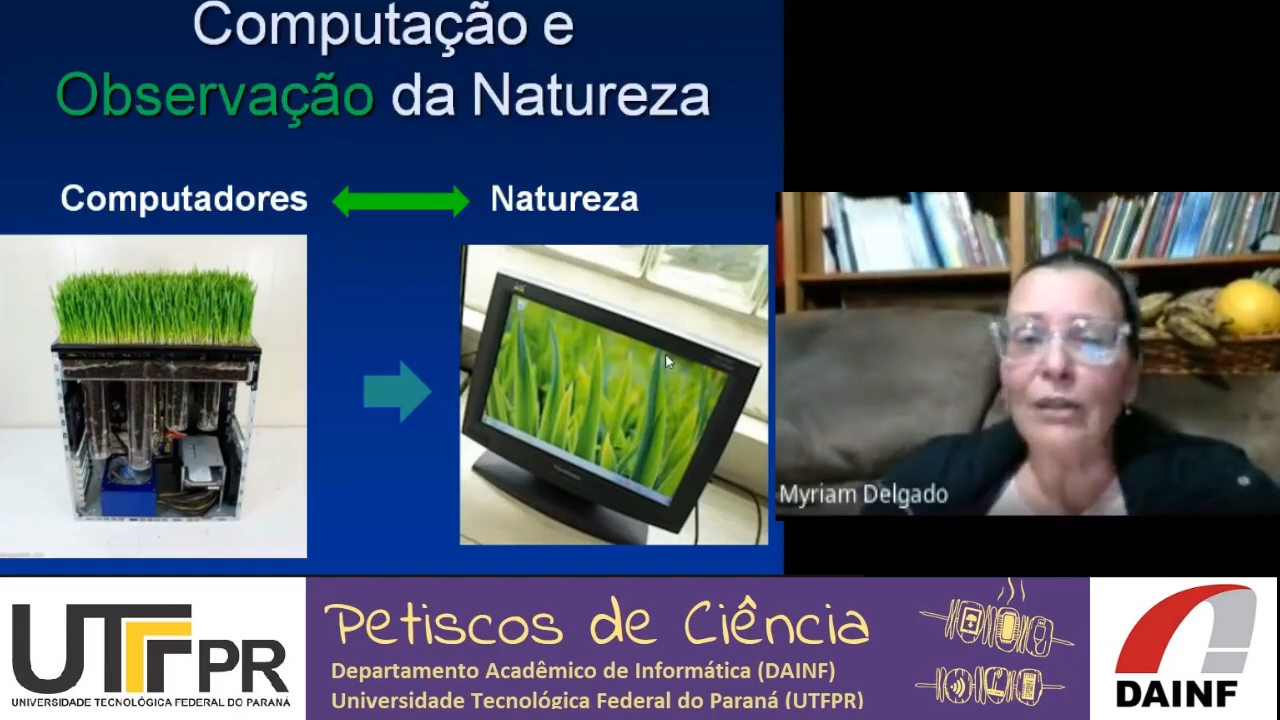 Computação e
Observação da Natureza
Computadores
Natureza
Myriam Delgado
UTFPR
UNIVERSIDADE TECNOLÓGICA FEDERAL DO PARANÁ
Petiscos de Ciência
Departamento Acadêmico de Informática (DAINF)
Universidade Tecnológica Federal do Paraná (UTFPR)
DAINF